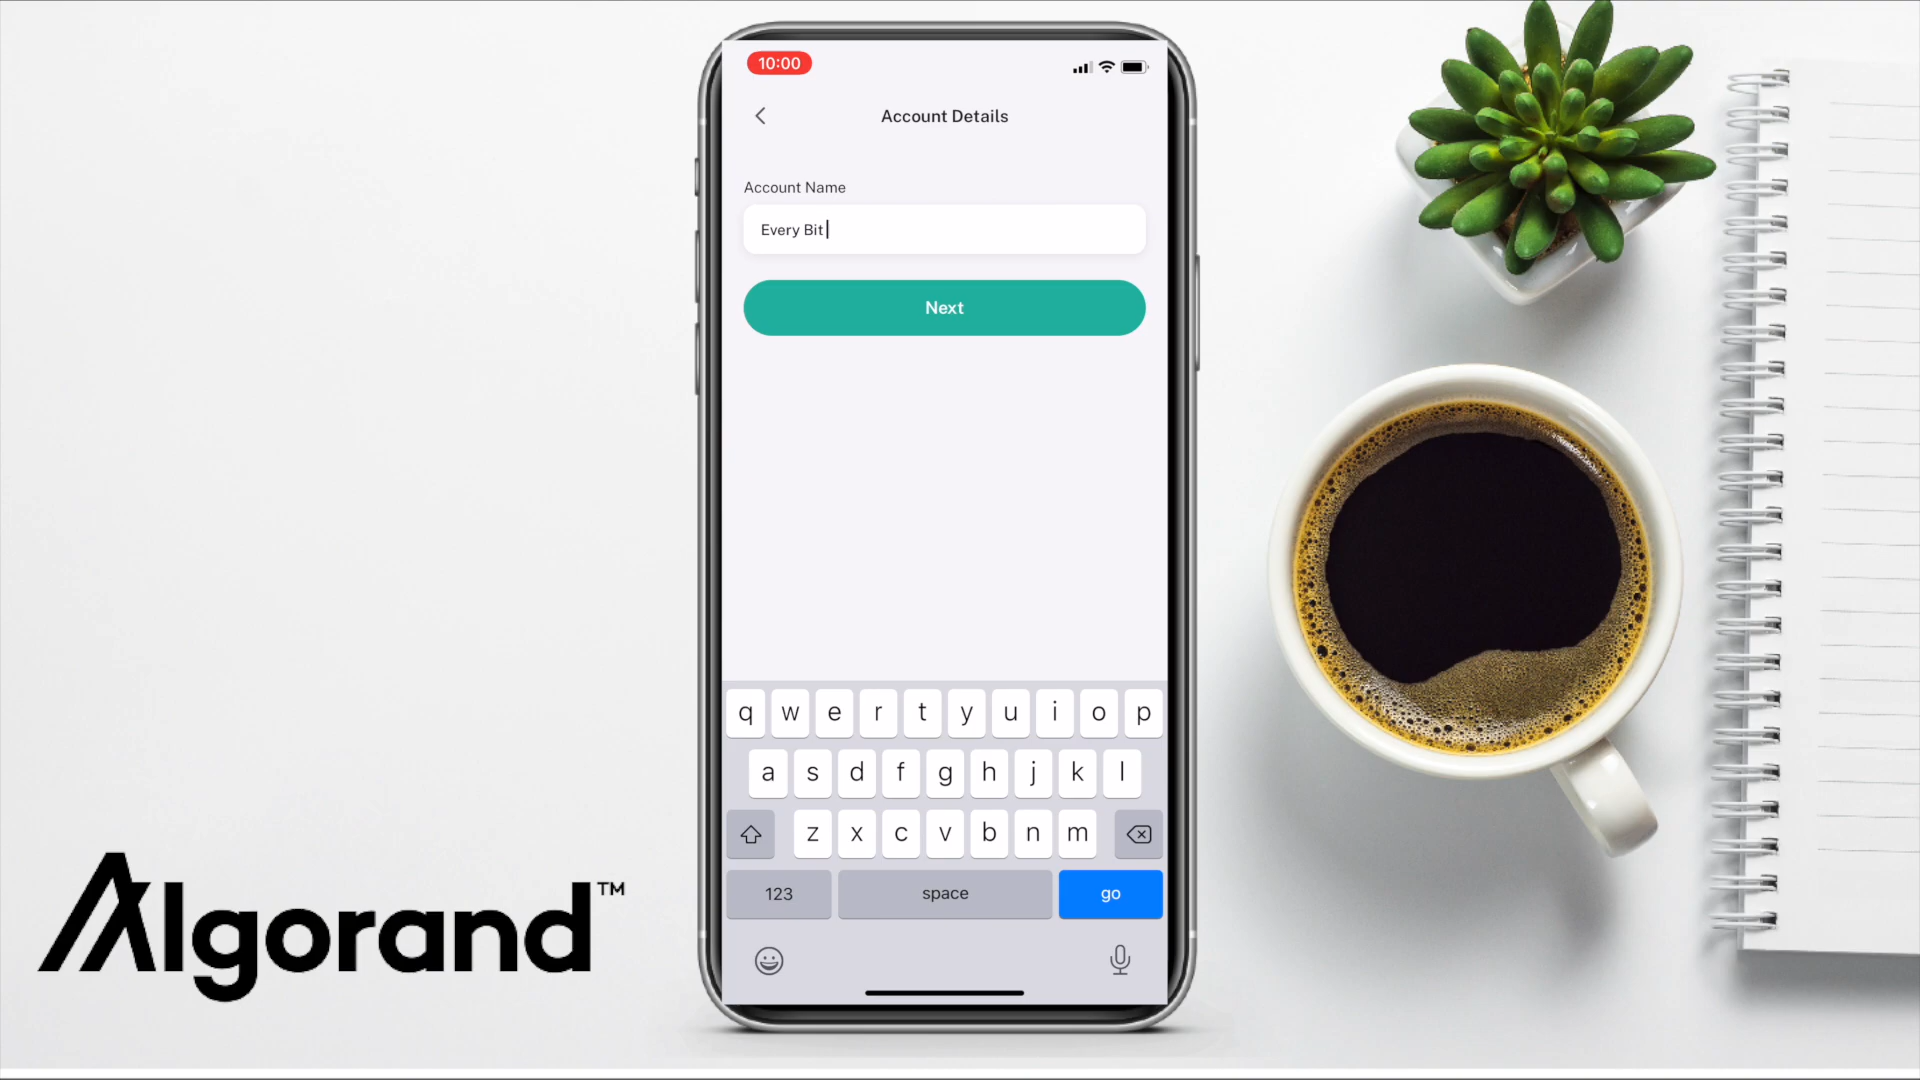 10:00
Account Details
Account Name
Every Bit
Next
q w e r t y u i o p
a s d f g h j k l
z x c v b n m
123 space go
Algorand™